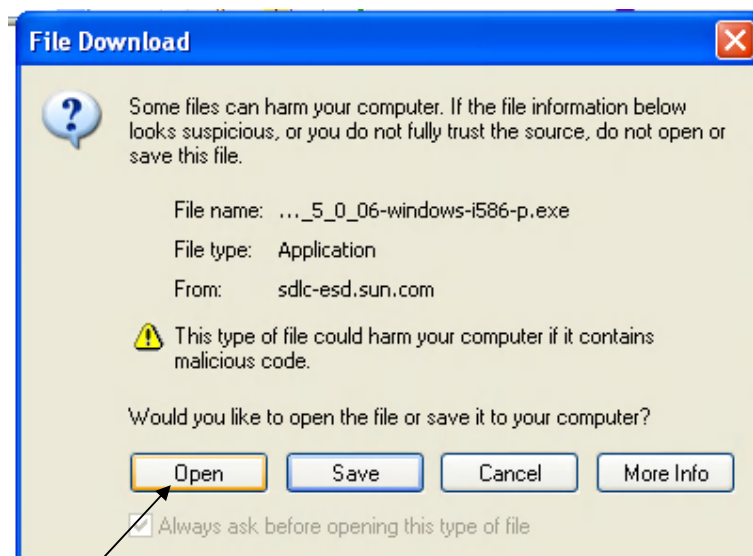 File Download
Some files can harm your computer. If the file information below
looks suspicious, or you do not fully trust the source, do not open or
save this file.
File name: ..._5_0_06-windows-i586-p.exe
File type: Application
From: sdlc-esd.sun.com
This type of file could harm your computer if it contains
malicious code.
Would you like to open the file or save it to your computer?
Open Save Cancel More Info
Always ask before opening this type of file